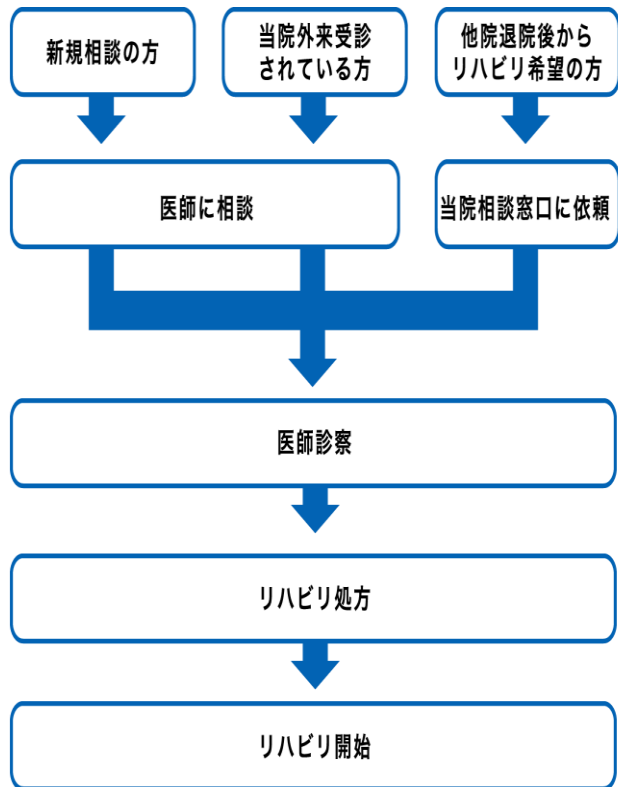 新規相談の方
当院外来受診
されている方
他院退院後から
リハビリ希望の方
医師に相談
当院相談窓口に依頼
医師診察
リハビリ処方
リハビリ開始